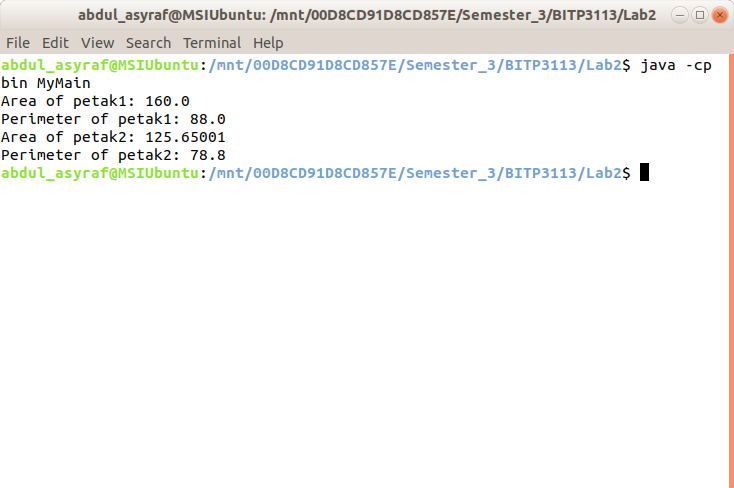 abdul_asyraf@MSIUbuntu: /mnt/00D8CD91D8CD857E/Semester_3/BITP3113/Lab2
File Edit View Search Terminal Help
abdul_asyraf@MSIUbuntu:/mnt/00D8CD91D8CD857E/Semester_3/BITP3113/Lab2$ java -cp
bin MyMain
Area of petak1: 160.0
Perimeter of petak1: 88.0
Area of petak2: 125.65001
Perimeter of petak2: 78.8
abdul_asyraf@MSIUbuntu:/mnt/00D8CD91D8CD857E/Semester_3/BITP3113/Lab2$